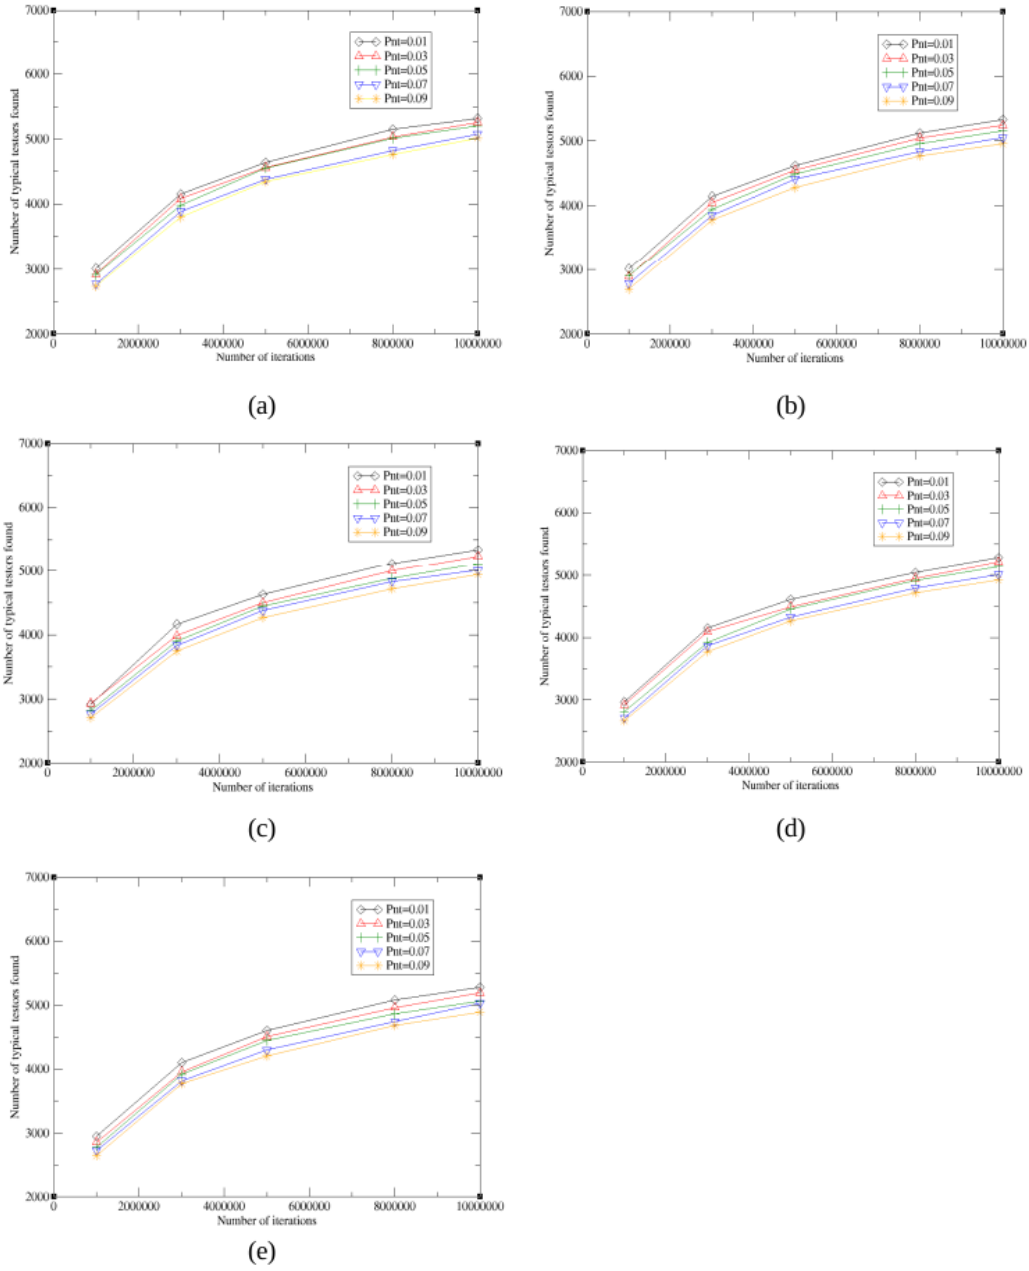 7000
6000
5000
4000
3000
2000
Number of typical testors found
Pnt=0.01
Pnt=0.03
Pnt=0.05
Pnt=0.07
Pnt=0.09
0 2000000 4000000 6000000 8000000 10000000
Number of iterations
(a)
7000
6000
5000
4000
3000
2000
Number of typical testors found
Pnt=0.01
Pnt=0.03
Pnt=0.05
Pnt=0.07
Pnt=0.09
0 2000000 4000000 6000000 8000000 10000000
Number of iterations
(b)
7000
6000
5000
4000
3000
2000
Number of typical testors found
Pnt=0.01
Pnt=0.03
Pnt=0.05
Pnt=0.07
Pnt=0.09
0 2000000 4000000 6000000 8000000 10000000
Number of iterations
(c)
7000
6000
5000
4000
3000
2000
Number of typical testors found
Pnt=0.01
Pnt=0.03
Pnt=0.05
Pnt=0.07
Pnt=0.09
0 2000000 4000000 6000000 8000000 10000000
Number of iterations
(d)
7000
6000
5000
4000
3000
2000
Number of typical testors found
Pnt=0.01
Pnt=0.03
Pnt=0.05
Pnt=0.07
Pnt=0.09
0 2000000 4000000 6000000 8000000 10000000
Number of iterations
(e)